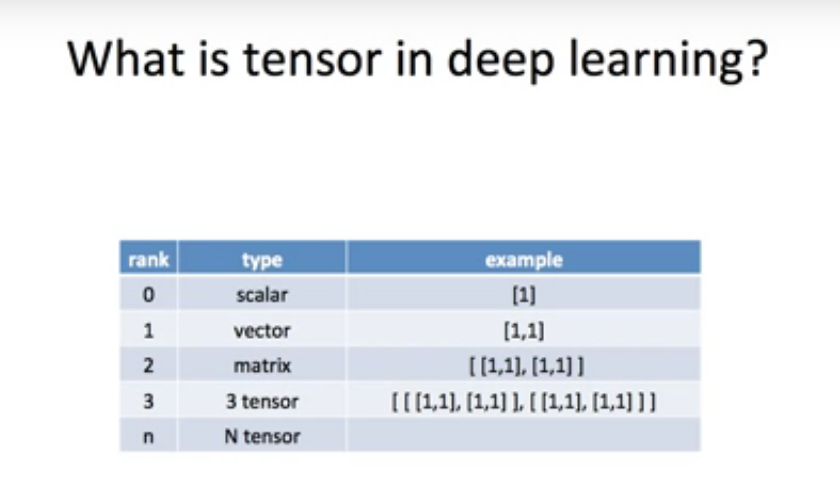 What is tensor in deep learning?
rank type example
0 scalar [1]
1 vector [1,1]
2 matrix [ [1,1], [1,1] ]
3 3 tensor [ [ [1,1], [1,1] ], [ [1,1], [1,1] ] ]
n N tensor